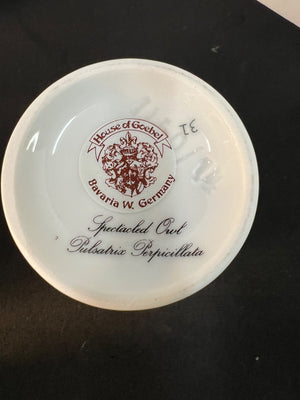 House of Goebel
Bavaria W. Germany
Spectacled Owl
Pulsatrix Perpicillata